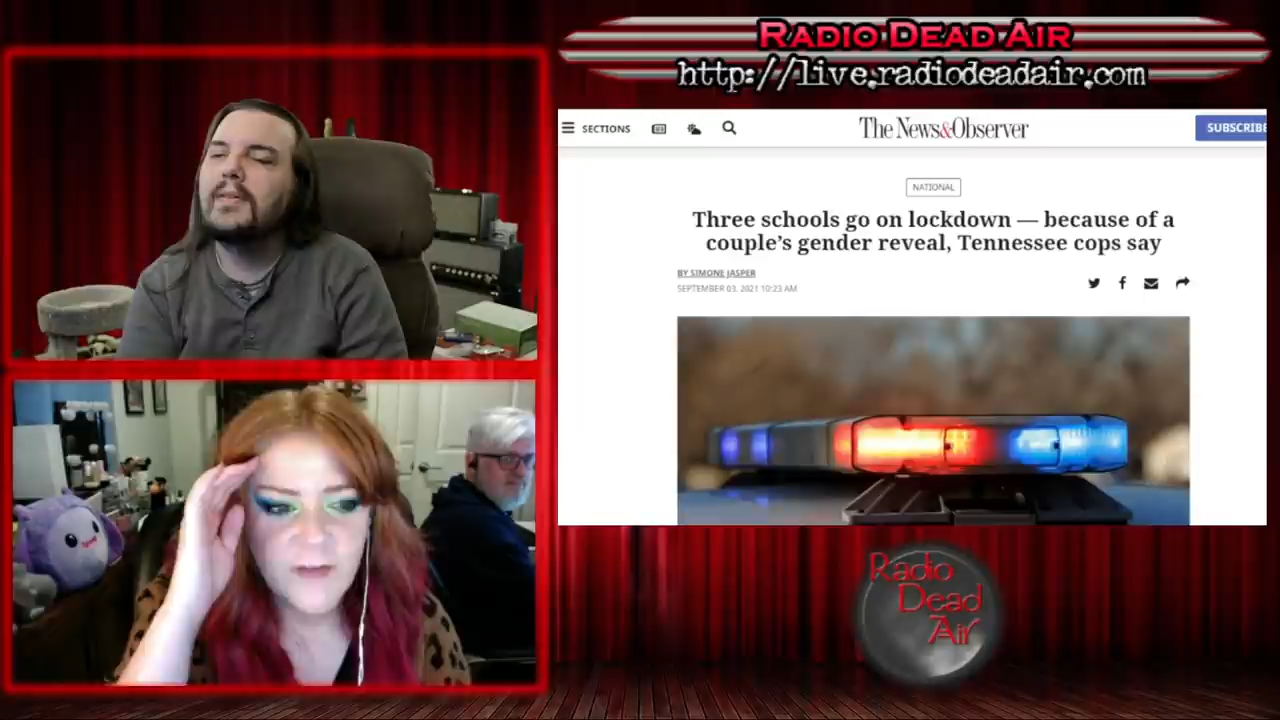 RADIO DEAD AIR
http://live.radiodeadair.com
SECTIONS
The News&Observer
SUBSCRIBE
NATIONAL
Three schools go on lockdown — because of a
couple's gender reveal, Tennessee cops say
BY SIMONE JASPER
SEPTEMBER 03, 2021 10:23 AM
Radio
Dead
Air